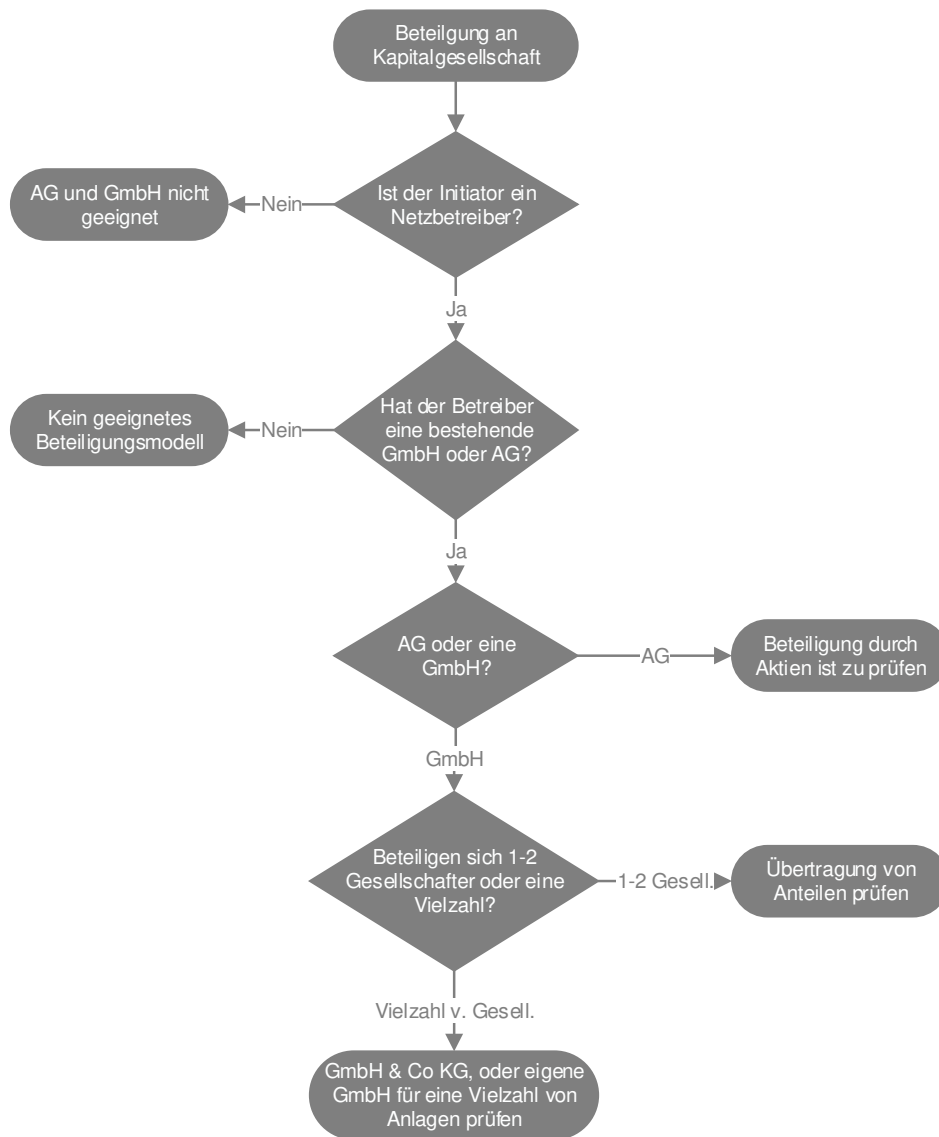 Beteilgung an
Kapitalgesellschaft
Ist der Initiator ein
Netzbetreiber?
Nein
AG und GmbH nicht
geeignet
Ja
Hat der Betreiber
eine bestehende
GmbH oder AG?
Nein
Kein geeignetes
Beteiligungsmodell
Ja
AG oder eine
GmbH?
AG
Beteiligung durch
Aktien ist zu prüfen
GmbH
Beteiligen sich 1-2
Gesellschafter oder eine
Vielzahl?
1-2 Gesell.
Übertragung von
Anteilen prüfen
Vielzahl v. Gesell.
GmbH & Co KG, oder eigene
GmbH für eine Vielzahl von
Anlagen prüfen